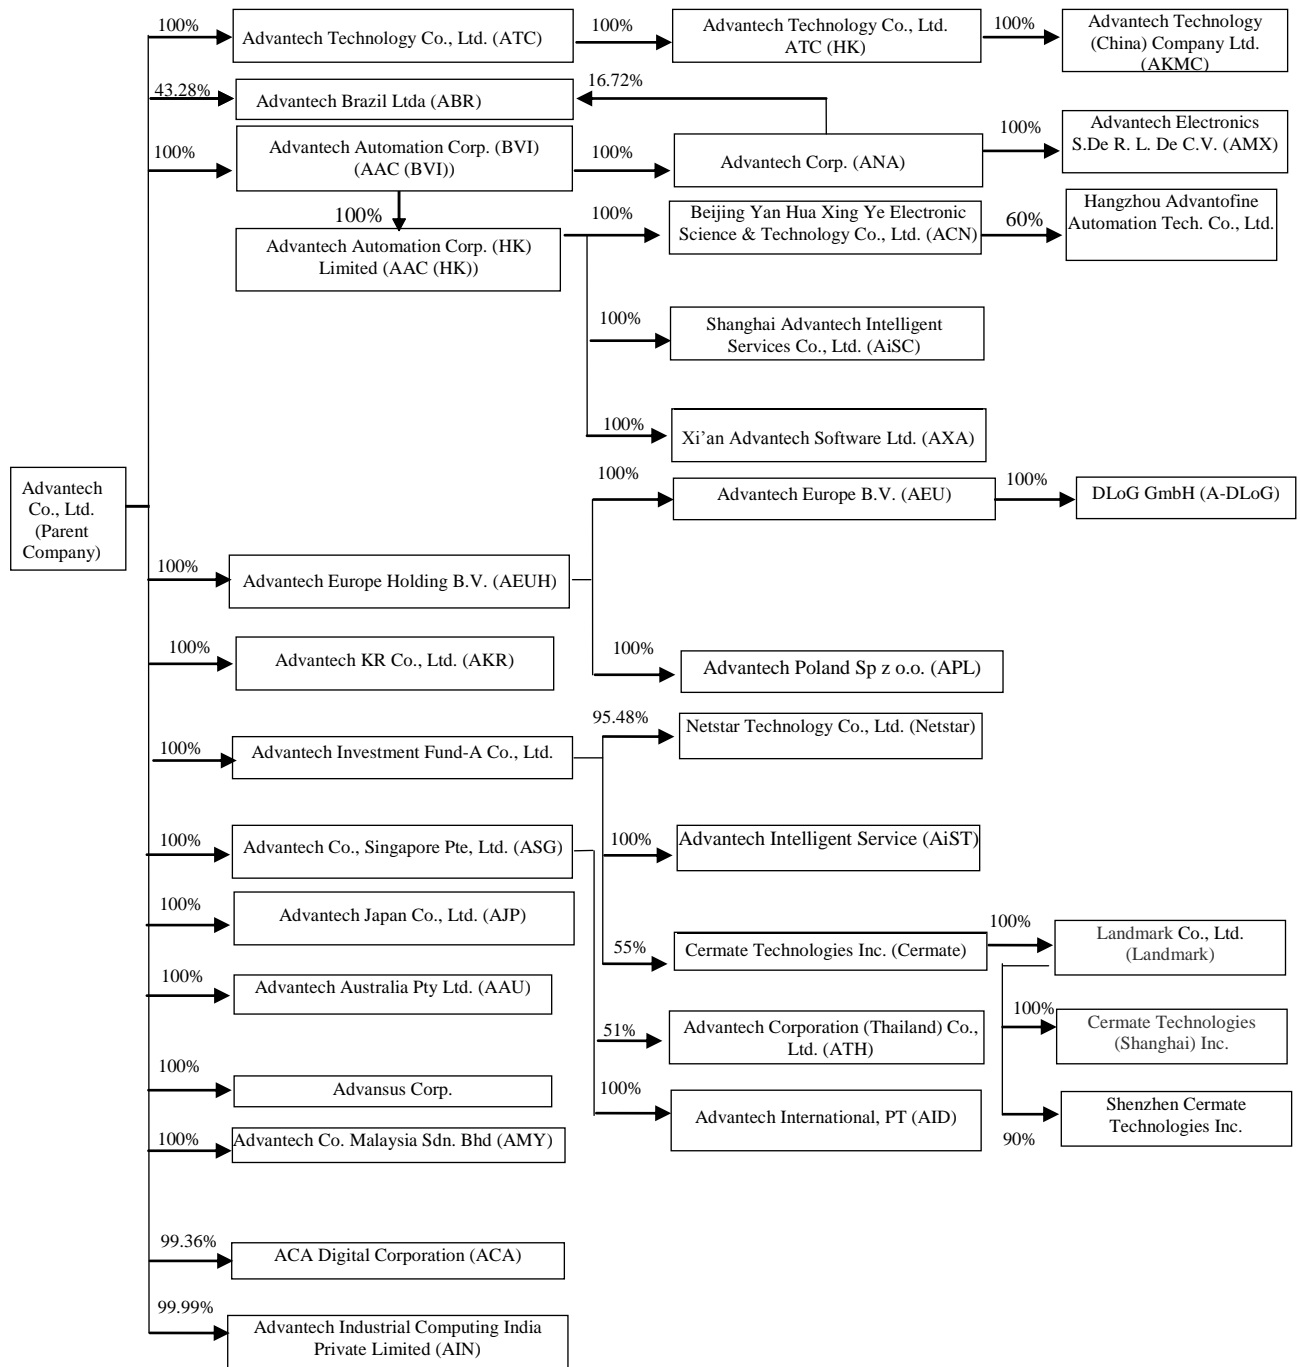 100%
Advantech Technology Co., Ltd. (ATC)
100%
Advantech Technology Co., Ltd.
ATC (HK)
100%
Advantech Technology
(China) Company Ltd.
(AKMC)
43.28%
Advantech Brazil Ltda (ABR)
16.72%
100%
Advantech Automation Corp. (BVI)
(AAC (BVI))
100%
Advantech Corp. (ANA)
100%
Advantech Electronics
S.De R. L. De C.V. (AMX)
100%
Advantech Automation Corp. (HK)
Limited (AAC (HK))
100%
Beijing Yan Hua Xing Ye Electronic
Science & Technology Co., Ltd. (ACN)
60%
Hangzhou Advantofine
Automation Tech. Co., Ltd.
100%
Shanghai Advantech Intelligent
Services Co., Ltd. (AiSC)
100%
Xi’an Advantech Software Ltd. (AXA)
Advantech
Co., Ltd.
(Parent
Company)
100%
Advantech Europe B.V. (AEU)
100%
DLoG GmbH (A-DLoG)
100%
Advantech Europe Holding B.V. (AEUH)
100%
Advantech KR Co., Ltd. (AKR)
100%
Advantech Poland Sp z o.o. (APL)
95.48%
Netstar Technology Co., Ltd. (Netstar)
100%
Advantech Investment Fund-A Co., Ltd.
100%
Advantech Co., Singapore Pte, Ltd. (ASG)
100%
Advantech Intelligent Service (AiST)
100%
Advantech Japan Co., Ltd. (AJP)
55%
Cermate Technologies Inc. (Cermate)
100%
Landmark Co., Ltd.
(Landmark)
100%
Advantech Australia Pty Ltd. (AAU)
51%
Advantech Corporation (Thailand) Co.,
Ltd. (ATH)
100%
Cermate Technologies
(Shanghai) Inc.
100%
Advansus Corp.
100%
Advantech International, PT (AID)
90%
Shenzhen Cermate
Technologies Inc.
100%
Advantech Co. Malaysia Sdn. Bhd (AMY)
99.36%
ACA Digital Corporation (ACA)
99.99%
Advantech Industrial Computing India
Private Limited (AIN)